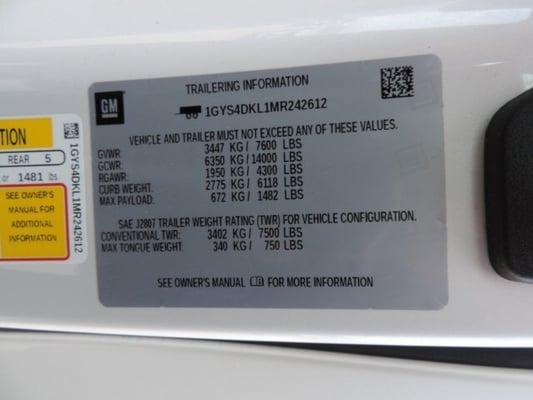 TRAILERING INFORMATION
GM
1GYS4DKL1MR242612
VEHICLE AND TRAILER MUST NOT EXCEED ANY OF THESE VALUES.
GVWR: 3447 KG / 7600 LBS
GCWR: 6350 KG / 14000 LBS
RGAWR: 1950 KG / 4300 LBS
CURB WEIGHT: 2775 KG / 6118 LBS
MAX PAYLOAD: 672 KG / 1482 LBS
SAE J2807 TRAILER WEIGHT RATING (TWR) FOR VEHICLE CONFIGURATION.
CONVENTIONAL TWR: 3402 KG / 7500 LBS
MAX TONGUE WEIGHT: 340 KG / 750 LBS
SEE OWNER'S MANUAL FOR MORE INFORMATION
TION
REAR 5
or 1481 lbs
SEE OWNER'S
MANUAL FOR
ADDITIONAL
INFORMATION
1GYS4DKL1MR242612